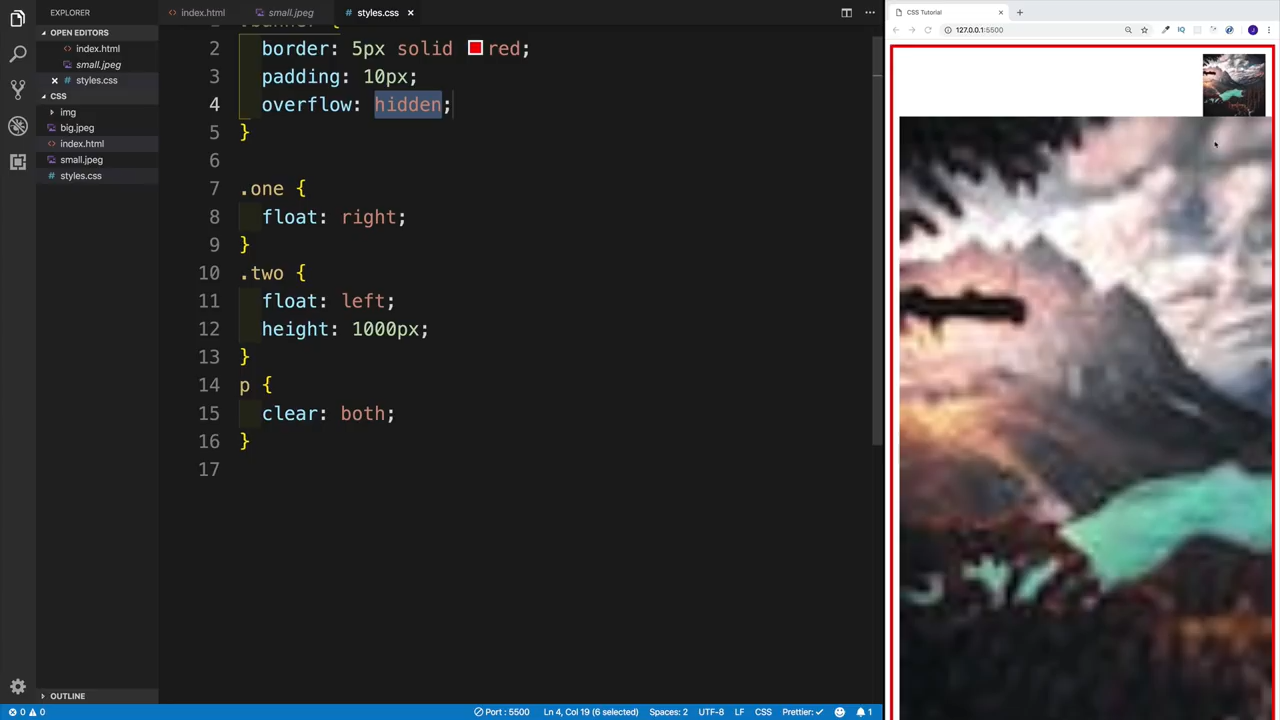 EXPLORER
OPEN EDITORS
index.html
small.jpeg
styles.css
CSS
img
big.jpeg
index.html
small.jpeg
styles.css
OUTLINE
index.html
small.jpeg
styles.css
2 border: 5px solid red;
3 padding: 10px;
4 overflow: hidden;
5 }
6
7 .one {
8 float: right;
9 }
10 .two {
11 float: left;
12 height: 1000px;
13 }
14 p {
15 clear: both;
16 }
17
0 0
Port : 5500
Ln 4, Col 19 (6 selected)
Spaces: 2
UTF-8
LF
CSS
Prettier: ✓
1
CSS Tutorial
127.0.0.1:5500
IQ
J